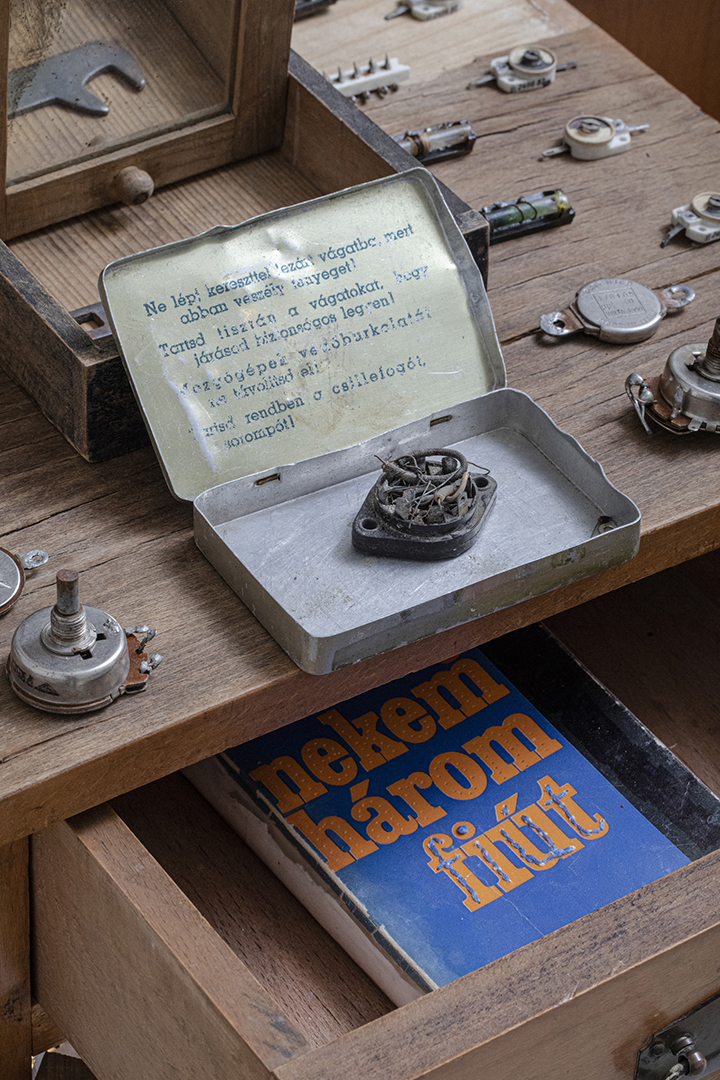 Ne lépj keresztbe lezárt vágatba, mert
abban veszély fenyeget!
Tartsd tisztán a vágatokat, hogy
járásod biztonságos legyen!
Mozgógépek védőburkolatát
ne távolítsd el!
Tartsd rendben a csillefogót,
sorompót!
nekem
három
fiút